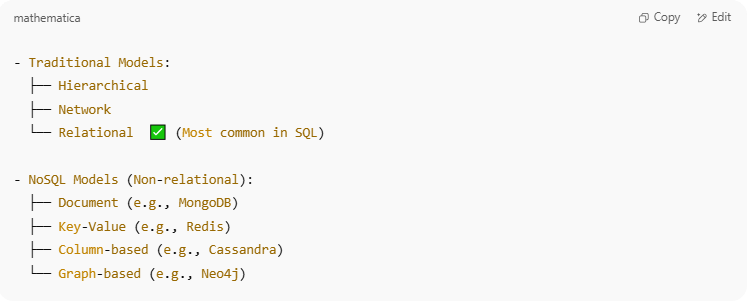 mathematica
Copy
Edit
- Traditional Models:
├── Hierarchical
├── Network
└── Relational ✅ (Most common in SQL)
- NoSQL Models (Non-relational):
├── Document (e.g., MongoDB)
├── Key-Value (e.g., Redis)
├── Column-based (e.g., Cassandra)
└── Graph-based (e.g., Neo4j)